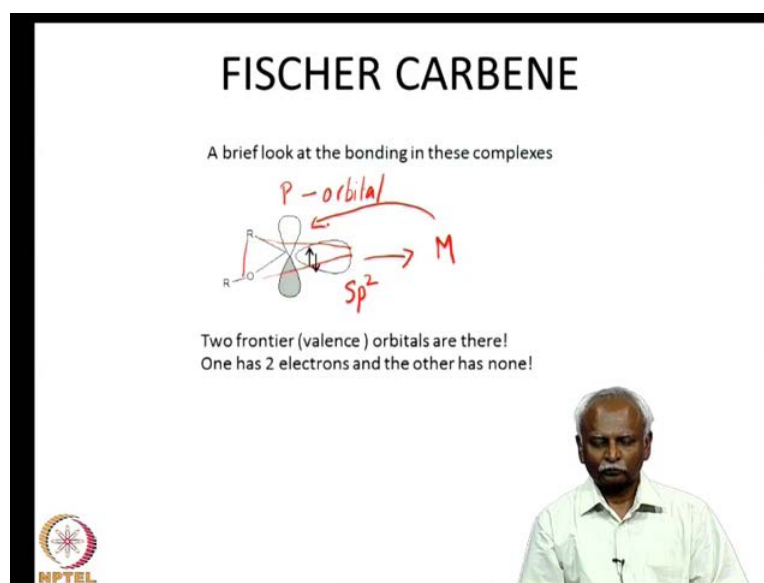 FISCHER CARBENE
A brief look at the bonding in these complexes
P - orbital
R
R-O
M
Sp²
Two frontier (valence ) orbitals are there!
One has 2 electrons and the other has none!
NPTEL